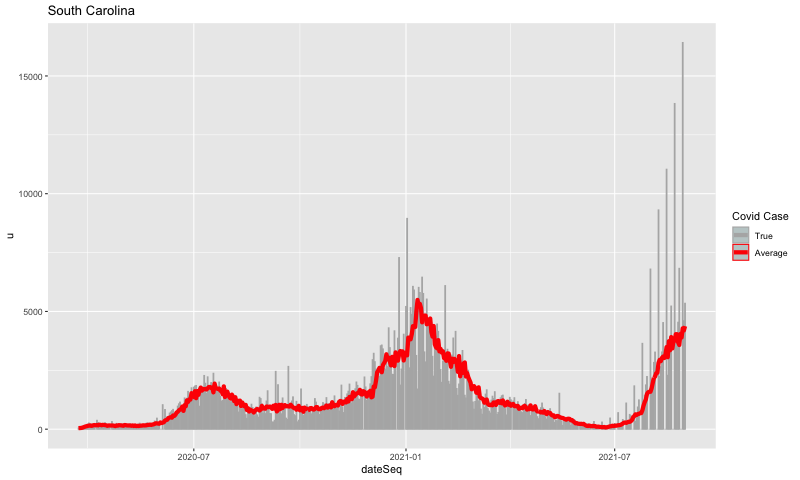 South Carolina
15000
10000
5000
0
u
2020-07
2021-01
2021-07
dateSeq
Covid Case
True
Average